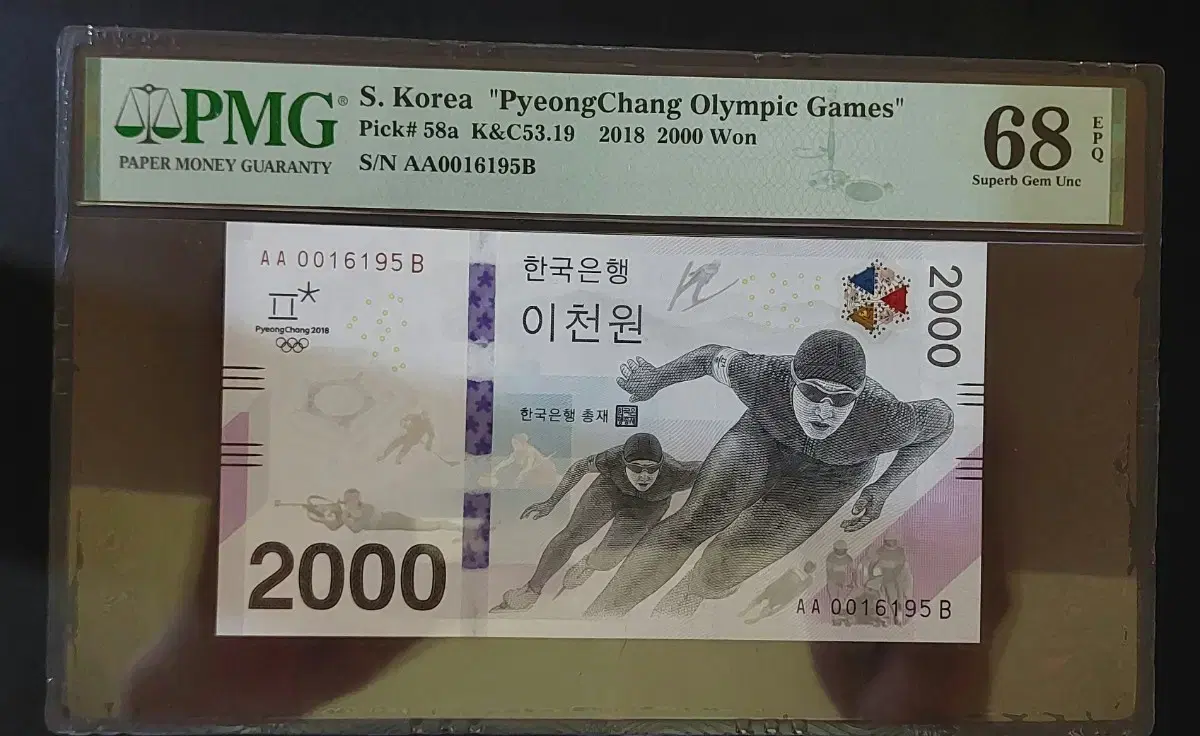 PMG®
PAPER MONEY GUARANTY
S. Korea "PyeongChang Olympic Games"
Pick# 58a K&C53.19 2018 2000 Won
S/N AA0016195B
68
EPQ
Superb Gem Unc
AA 0016195 B
PyeongChang 2018
한국은행
이천원
2000
한국은행 총재
2000
AA 0016195 B